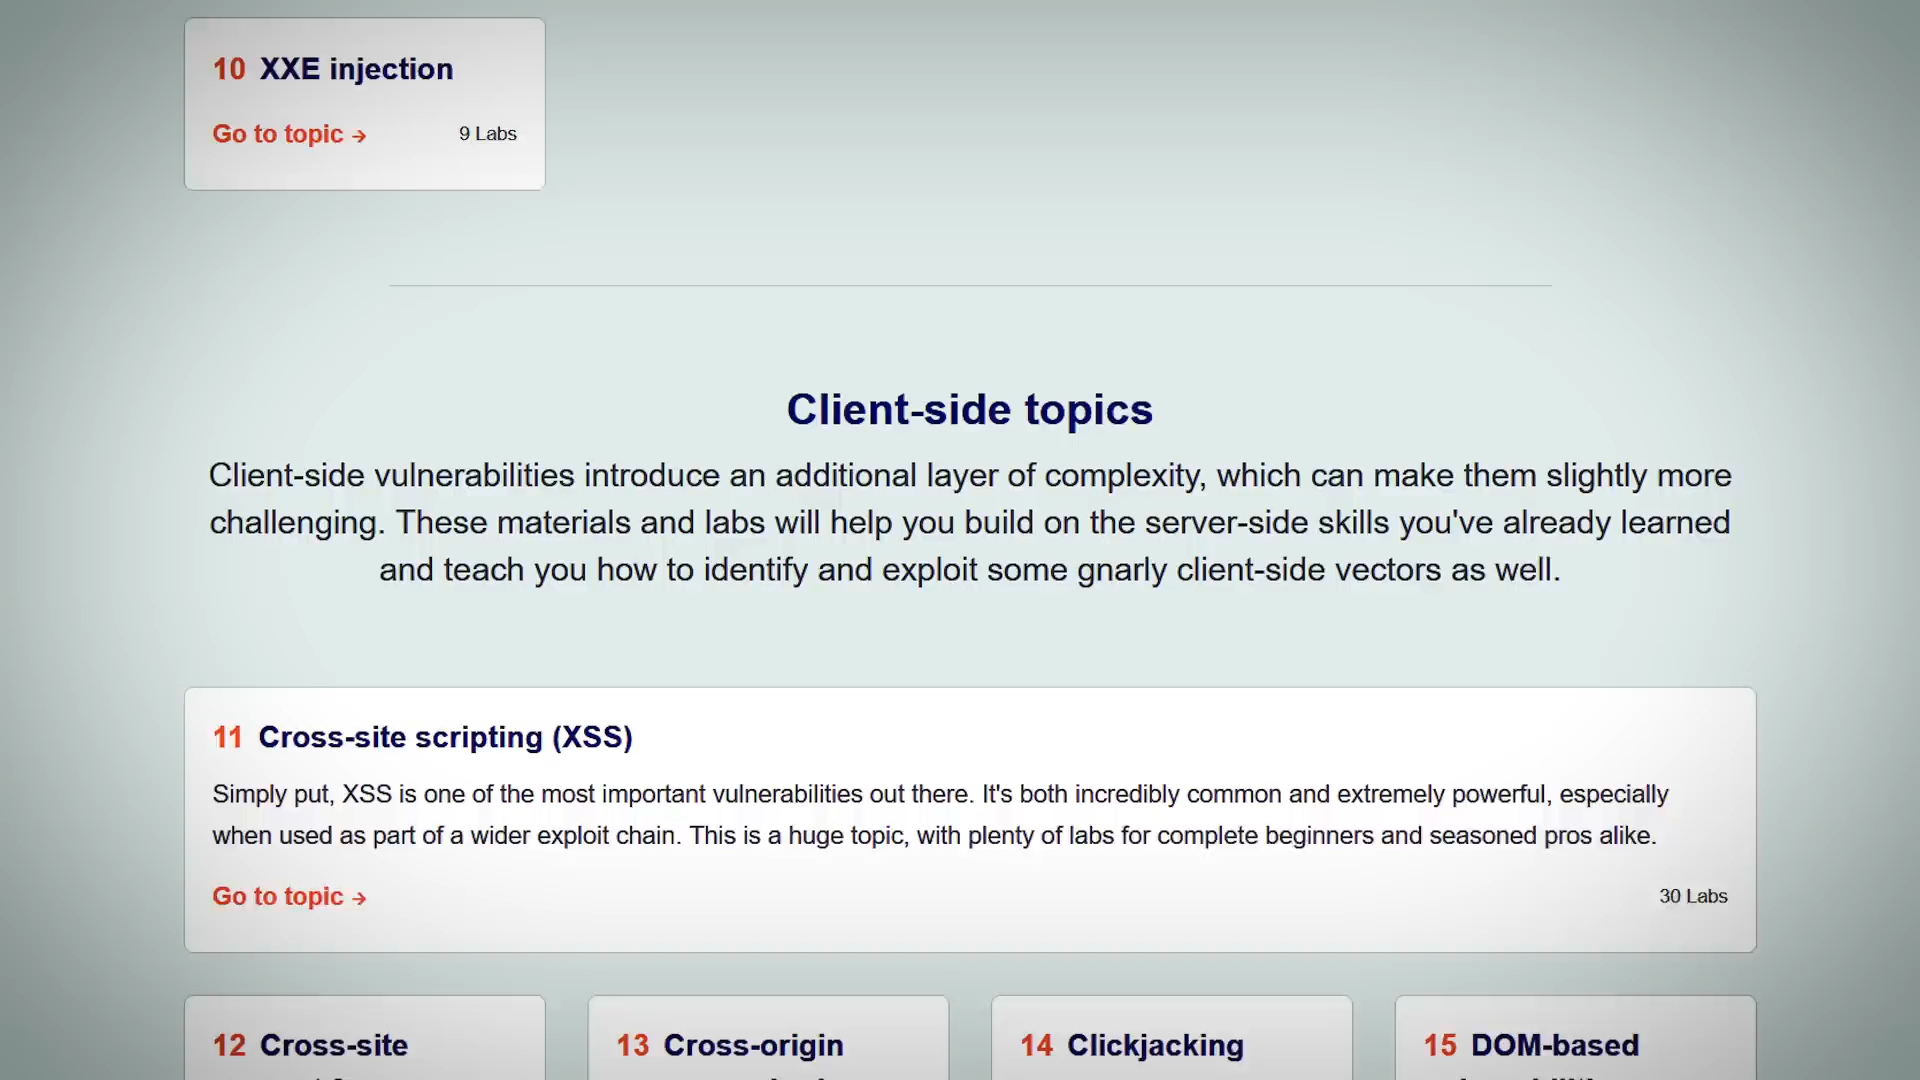 10 XXE injection
Go to topic → 9 Labs
Client-side topics
Client-side vulnerabilities introduce an additional layer of complexity, which can make them slightly more
challenging. These materials and labs will help you build on the server-side skills you've already learned
and teach you how to identify and exploit some gnarly client-side vectors as well.
11 Cross-site scripting (XSS)
Simply put, XSS is one of the most important vulnerabilities out there. It's both incredibly common and extremely powerful, especially
when used as part of a wider exploit chain. This is a huge topic, with plenty of labs for complete beginners and seasoned pros alike.
Go to topic → 30 Labs
12 Cross-site
13 Cross-origin
14 Clickjacking
15 DOM-based